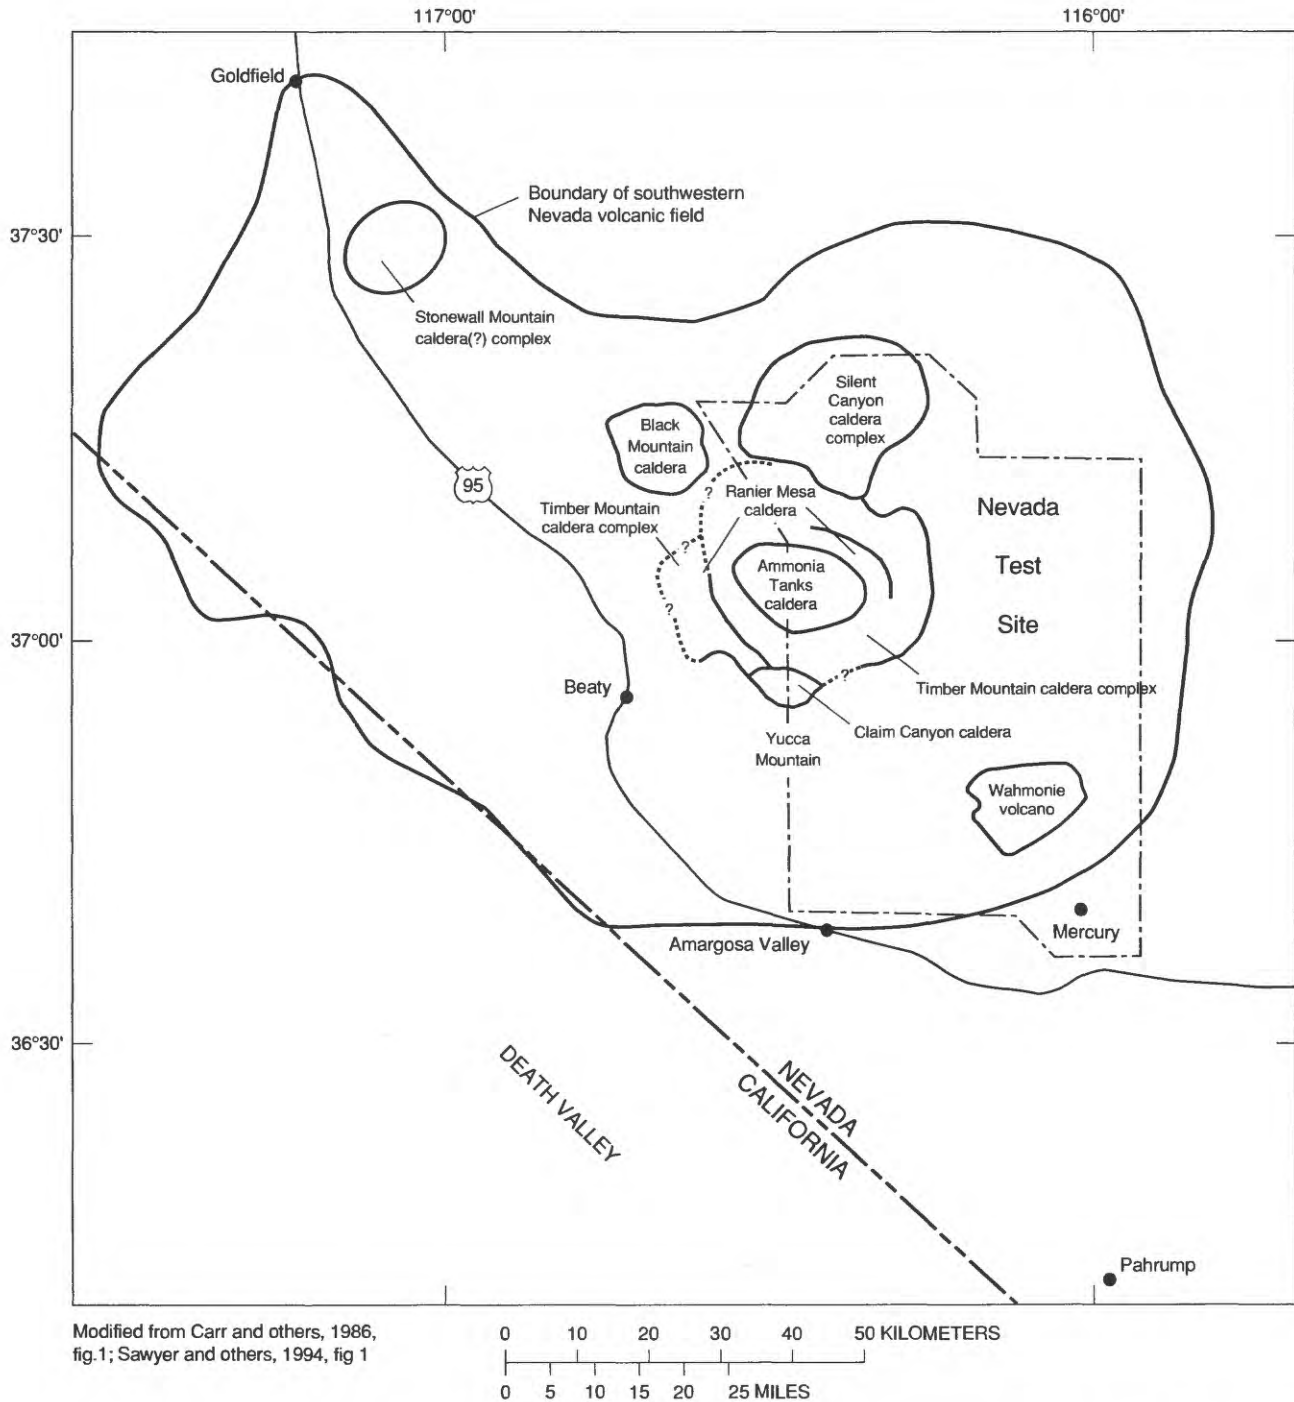 117°00'
116°00'
Goldfield
Boundary of southwestern
Nevada volcanic field
37°30'
Stonewall Mountain
caldera(?) complex
Silent
Canyon
caldera
complex
Black
Mountain
caldera
95
?
Ranier Mesa
caldera
Timber Mountain
caldera complex
Nevada
Test
Site
?
Ammonia
Tanks
caldera
?
37°00'
?
Beaty
Timber Mountain caldera complex
Claim Canyon caldera
Yucca
Mountain
Wahmonie
volcano
Mercury
Amargosa Valley
36°30'
DEATH VALLEY
NEVADA
CALIFORNIA
Pahrump
Modified from Carr and others, 1986,
fig.1; Sawyer and others, 1994, fig 1
0 10 20 30 40 50 KILOMETERS
0 5 10 15 20 25 MILES